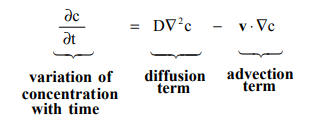 ∂c/∂t = D∇²c − v·∇c
variation of concentration with time
diffusion term
advection term